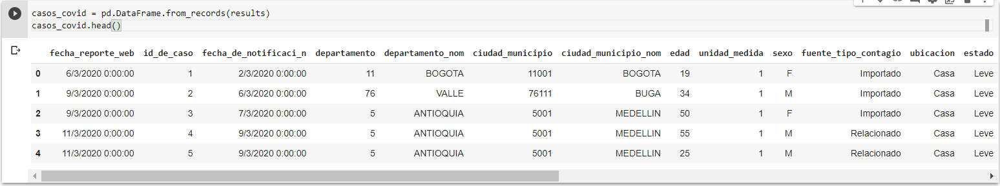 casos_covid = pd.DataFrame.from_records(results)
casos_covid.head()
fecha_reporte_web id_de_caso fecha_de_notificaci_n departamento departamento_nom ciudad_municipio ciudad_municipio_nom edad unidad_medida sexo fuente_tipo_contagio ubicacion estado
0 6/3/2020 0:00:00 1 2/3/2020 0:00:00 11 BOGOTA 11001 BOGOTA 19 1 F Importado Casa Leve
1 9/3/2020 0:00:00 2 6/3/2020 0:00:00 76 VALLE 76111 BUGA 34 1 M Importado Casa Leve
2 9/3/2020 0:00:00 3 7/3/2020 0:00:00 5 ANTIOQUIA 5001 MEDELLIN 50 1 F Importado Casa Leve
3 11/3/2020 0:00:00 4 9/3/2020 0:00:00 5 ANTIOQUIA 5001 MEDELLIN 55 1 M Relacionado Casa Leve
4 11/3/2020 0:00:00 5 9/3/2020 0:00:00 5 ANTIOQUIA 5001 MEDELLIN 25 1 M Relacionado Casa Leve